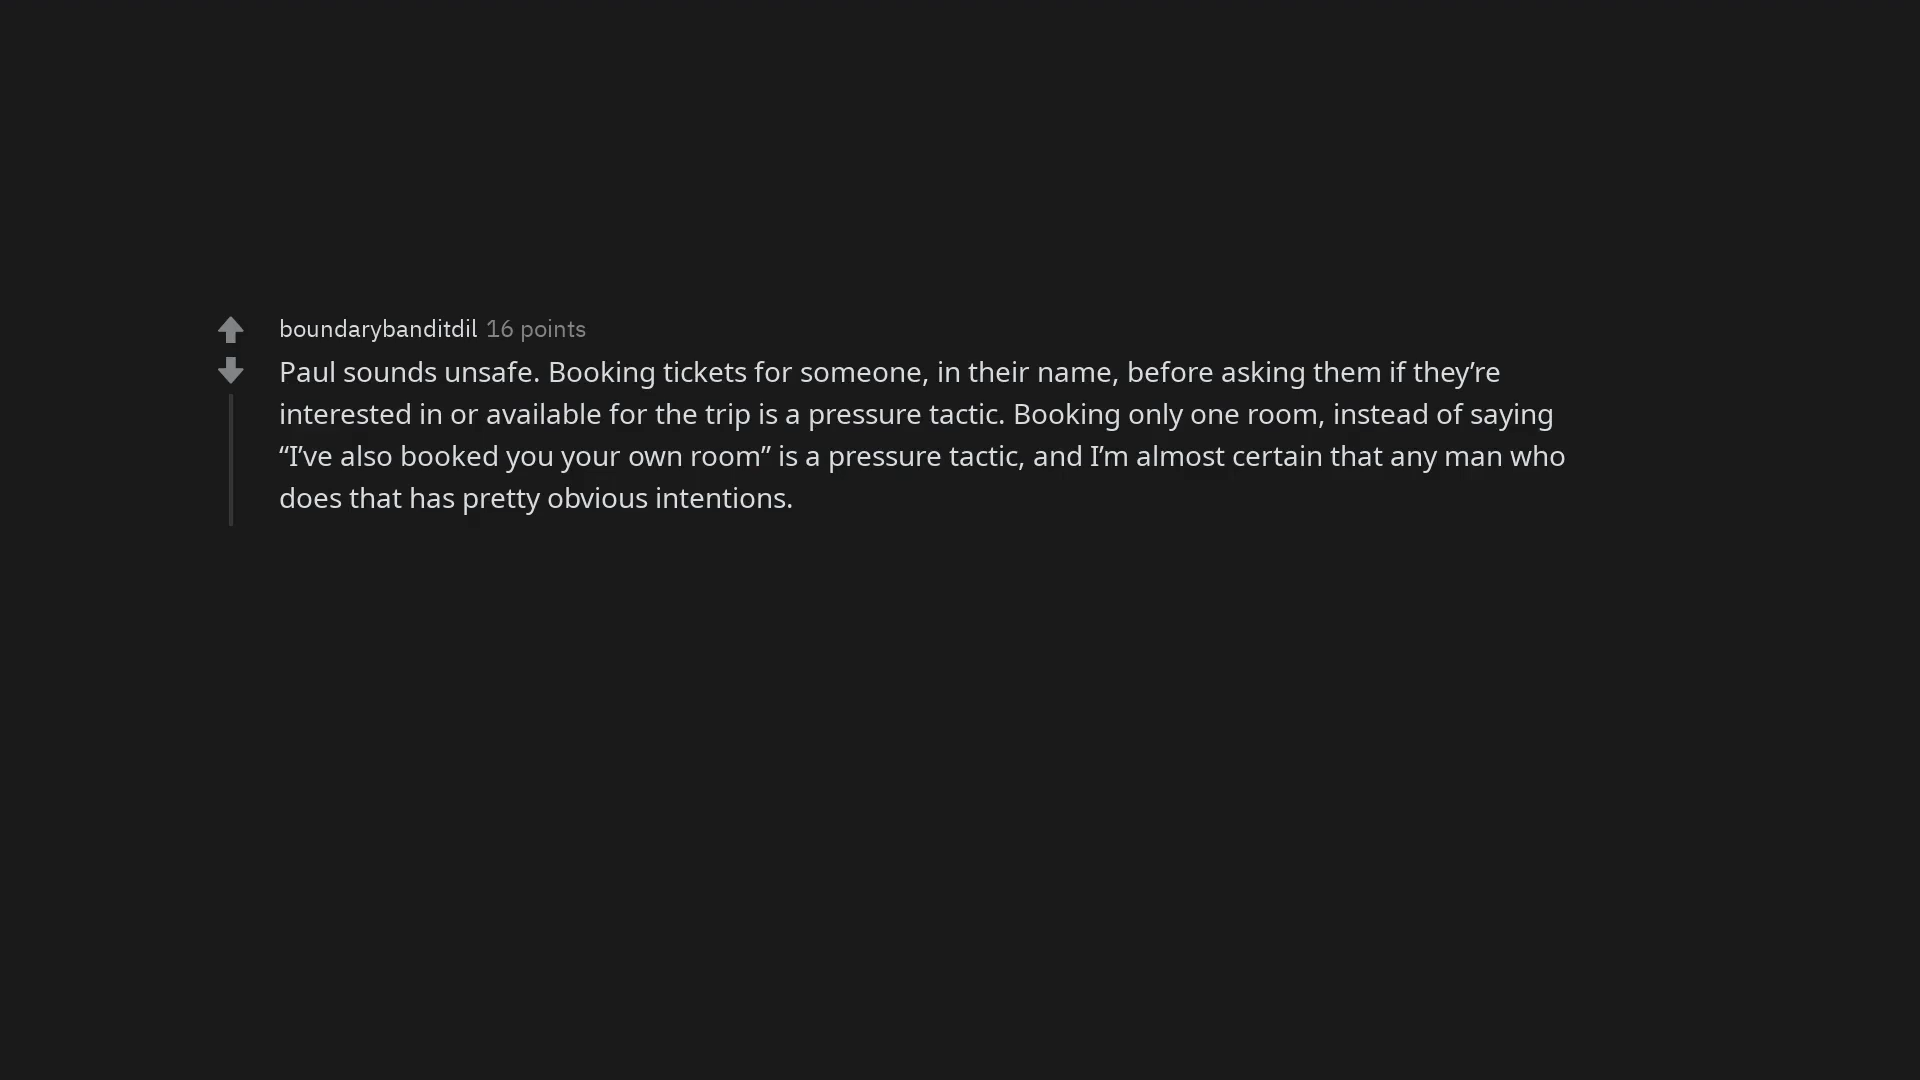 boundarybanditdil 16 points
Paul sounds unsafe. Booking tickets for someone, in their name, before asking them if they’re
interested in or available for the trip is a pressure tactic. Booking only one room, instead of saying
“I’ve also booked you your own room” is a pressure tactic, and I’m almost certain that any man who
does that has pretty obvious intentions.